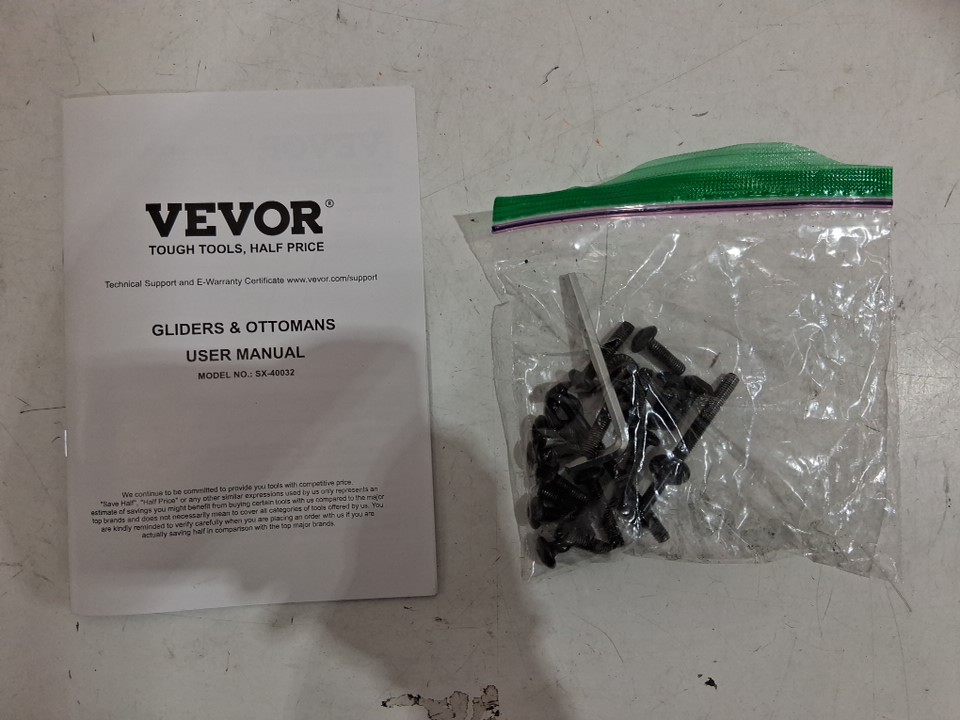 VEVOR®
TOUGH TOOLS, HALF PRICE
Technical Support and E-Warranty Certificate www.vevor.com/support
GLIDERS & OTTOMANS
USER MANUAL
MODEL NO.: SX-40032
We continue to be committed to provide you tools with competitive price.
"Save Half", "Half Price" or any other similar expressions used by us only represents an
estimate of savings you might benefit from buying certain tools with us compared to the major
top brands and does not necessarily mean to cover all categories of tools offered by us. You
are kindly reminded to verify carefully when you are placing an order with us if you are
actually saving half in comparison with the top major brands.